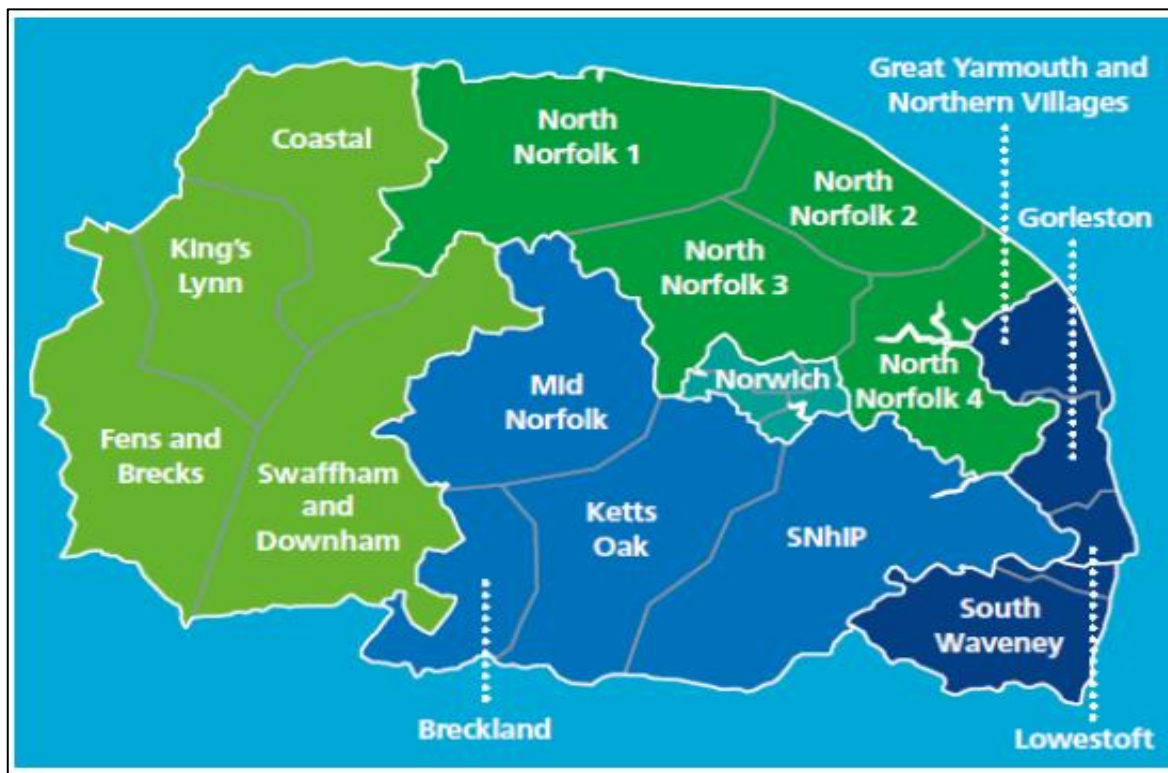 Great Yarmouth and
Northern Villages
Coastal
North
Norfolk 1
North
Norfolk 2
Gorleston
King's
Lynn
North
Norfolk 3
Mid
Norfolk
Norwich
North
Norfolk 4
Fens and
Brecks
Swaffham
and
Downham
Ketts
Oak
SNhIP
South
Waveney
Breckland
Lowestoft